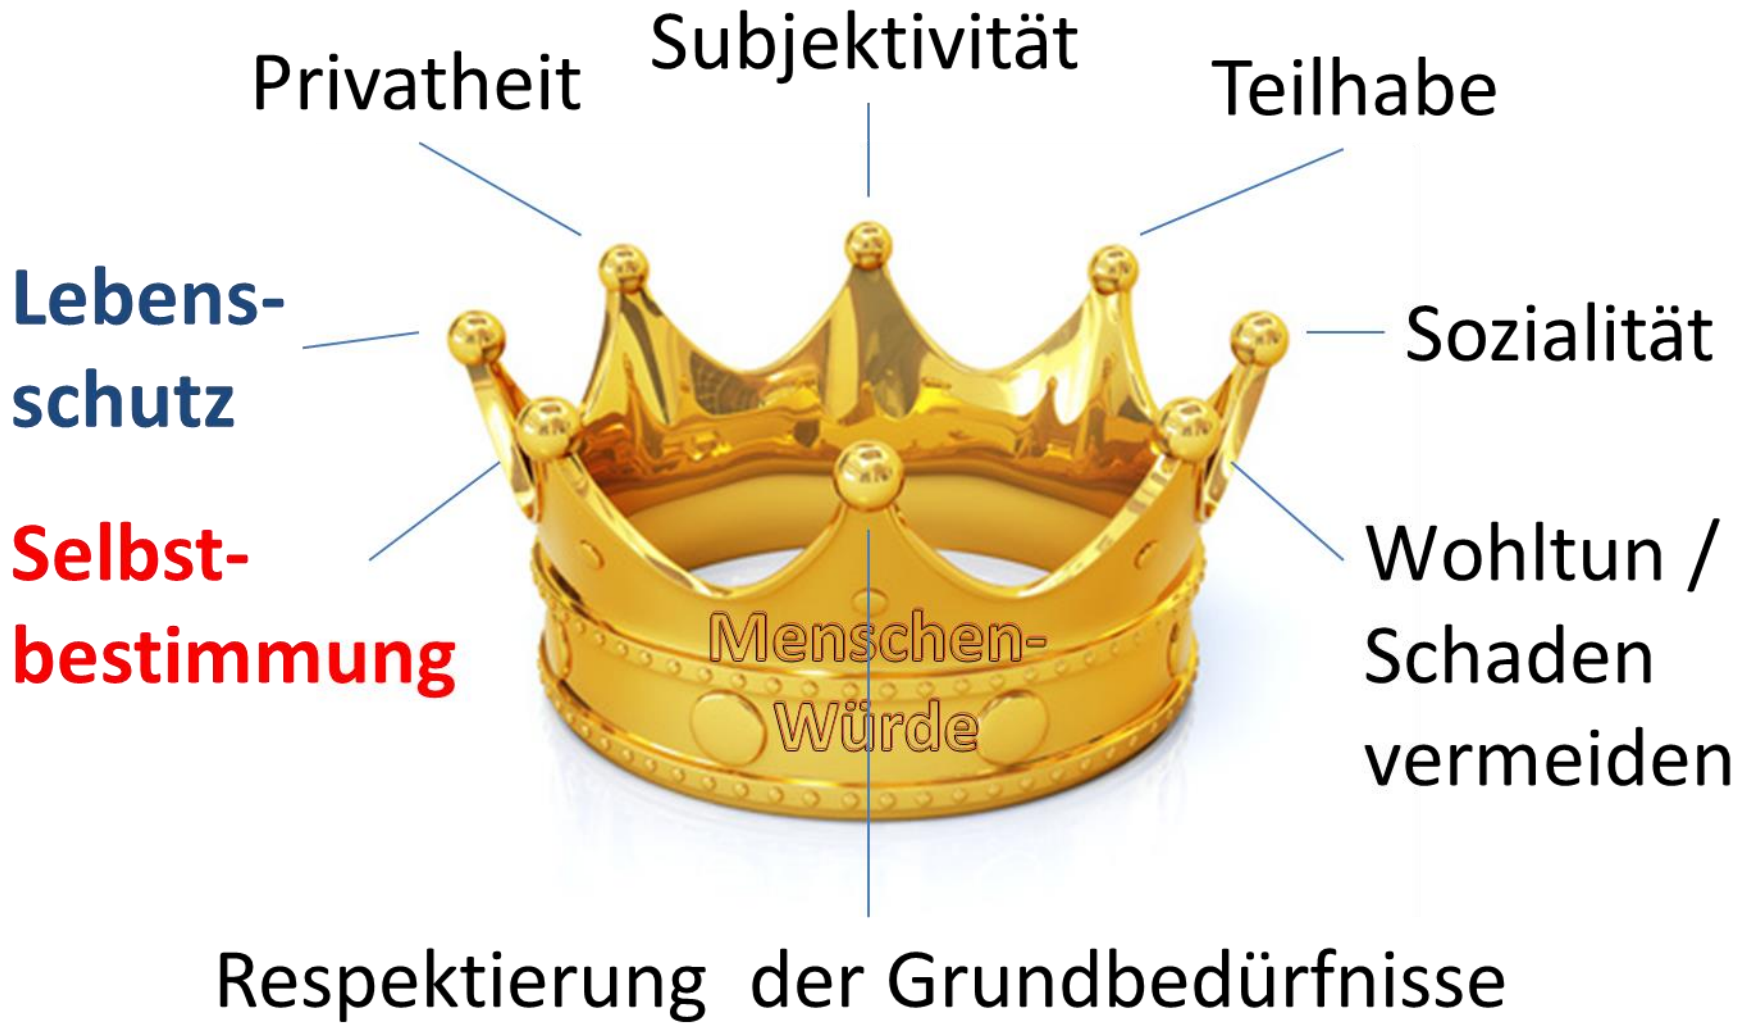 Subjektivität
Privatheit
Teilhabe
Lebens-
schutz
Sozialität
Selbst-
bestimmung
Wohltun /
Schaden
vermeiden
Menschen-
Würde
Respektierung  der Grundbedürfnisse